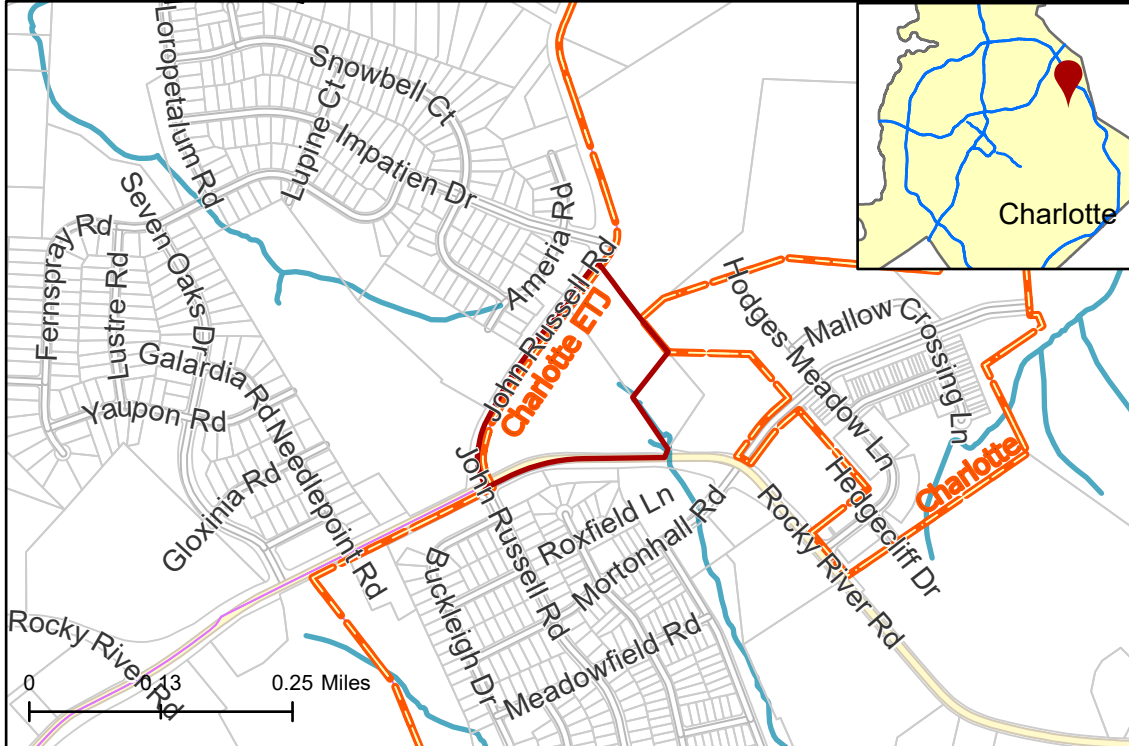 Loropetalum Rd
Snowbell Ct
Lupine Ct
Impatien Dr
Charlotte
Seven Oaks Dr
Fernspray Rd
Lustre Rd
Ameria Rd
John Russell Rd
Charlotte ETJ
Hodges Meadow Ln
Mallow Crossing Ln
Galardia Rd
Yaupon Rd
Needlepoint Rd
Gloxinia Rd
John Russell Rd
Roxfield Ln
Mortonhall Rd
Hedgecliff Dr
Charlotte
Buckleigh Dr
Rocky River Rd
Meadowfield Rd
Rocky River Rd
0 0.13 0.25 Miles